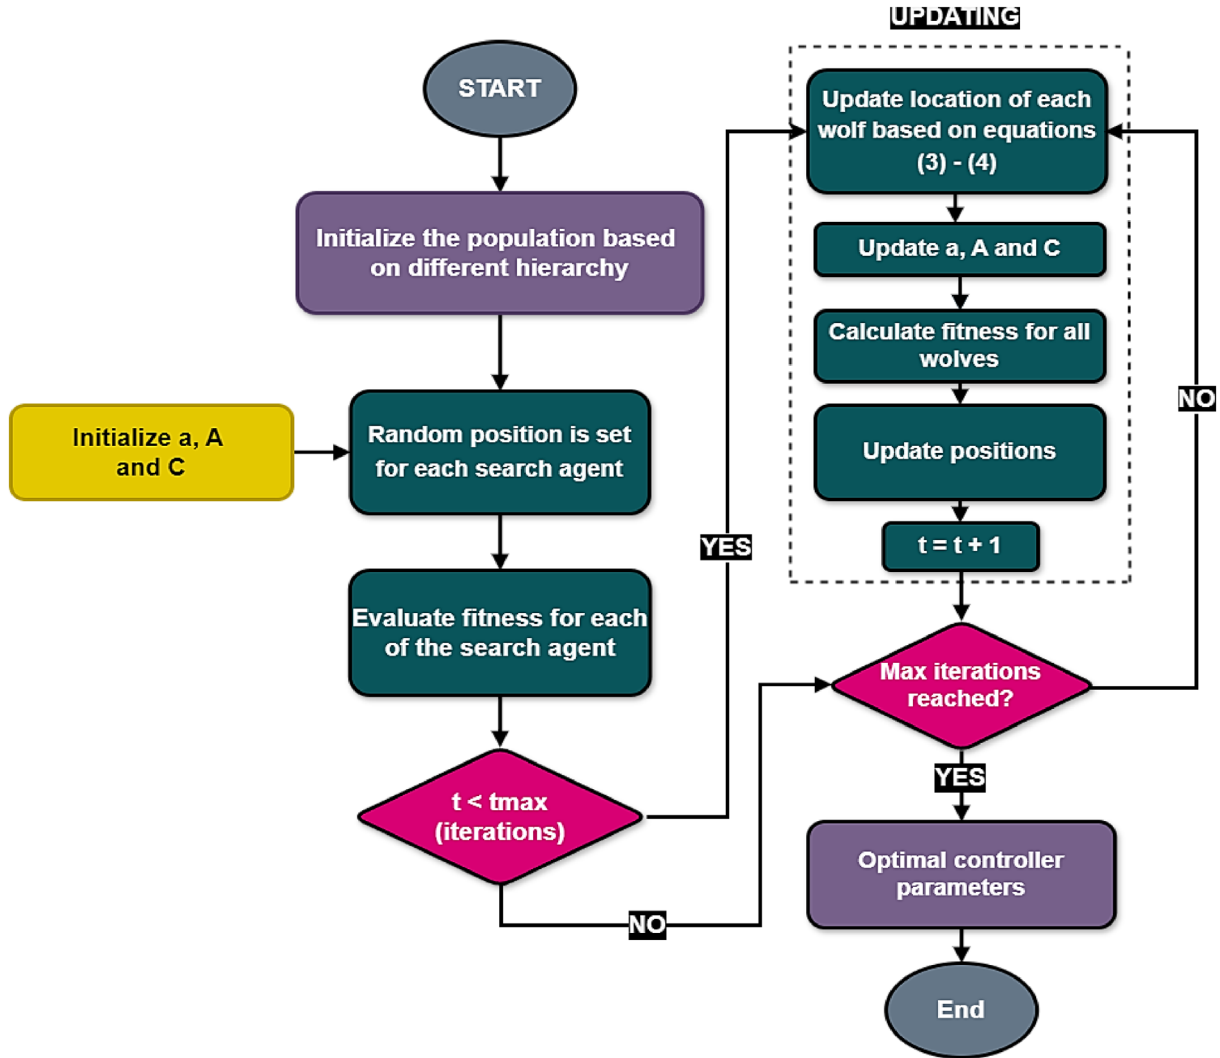 START
Initialize the population based
on different hierarchy
Initialize a, A
and C
Random position is set
for each search agent
Evaluate fitness for each
of the search agent
t < tmax
(iterations)
YES
NO
UPDATING
Update location of each
wolf based on equations
(3) - (4)
Update a, A and C
Calculate fitness for all
wolves
Update positions
t = t + 1
Max iterations
reached?
NO
YES
Optimal controller
parameters
End